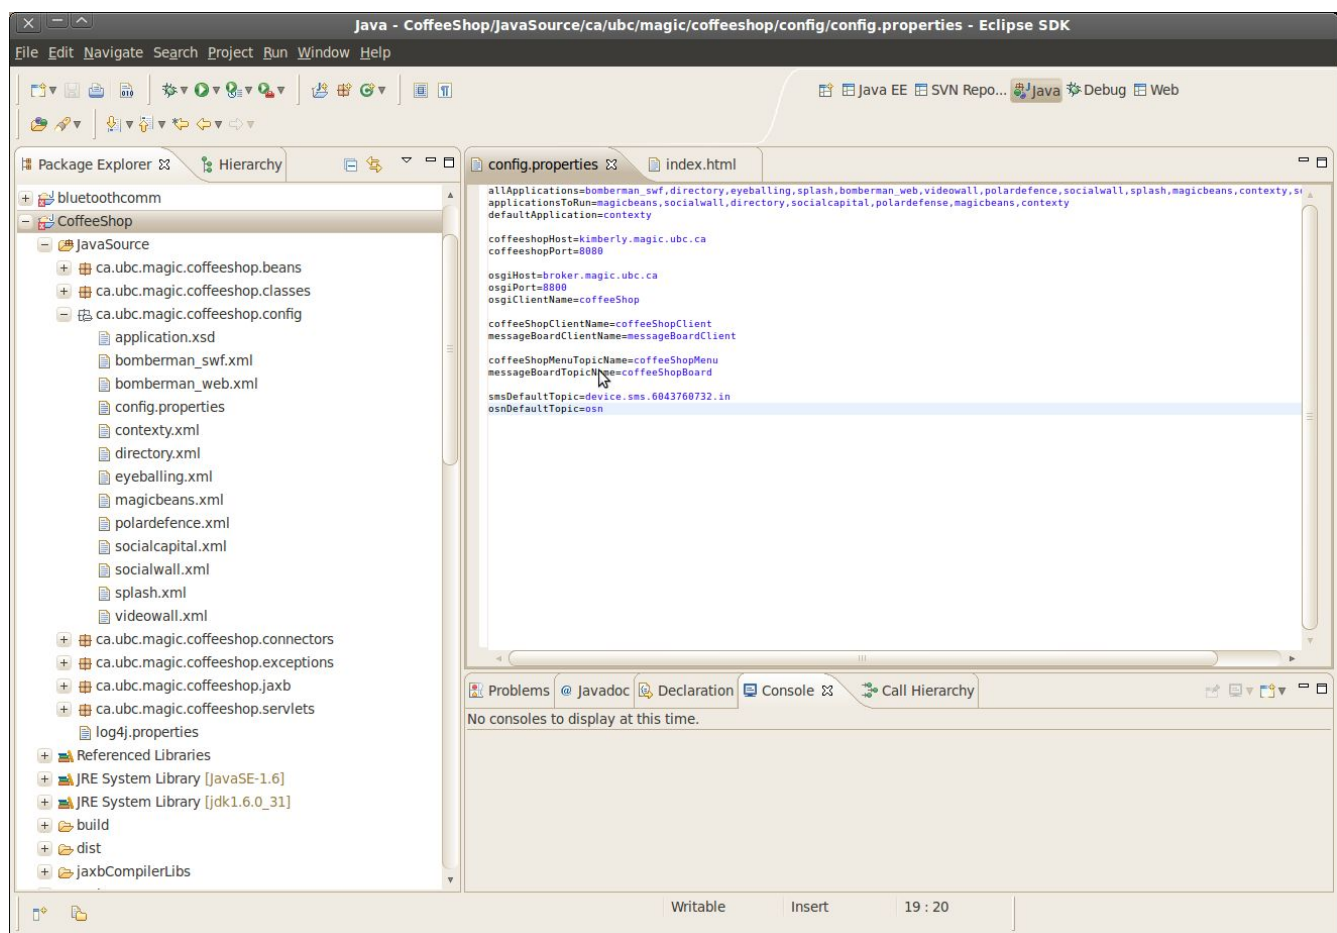 Java - CoffeeShop/JavaSource/ca/ubc/magic/coffeeshop/config/config.properties - Eclipse SDK
File Edit Navigate Search Project Run Window Help
Java EE SVN Repo... Java Debug Web
Package Explorer Hierarchy
bluetoothcomm
CoffeeShop
JavaSource
ca.ubc.magic.coffeeshop.beans
ca.ubc.magic.coffeeshop.classes
ca.ubc.magic.coffeeshop.config
application.xsd
bomberman_swf.xml
bomberman_web.xml
config.properties
contexty.xml
directory.xml
eyeballing.xml
magicbeans.xml
polardefence.xml
socialcapital.xml
socialwall.xml
splash.xml
videowall.xml
ca.ubc.magic.coffeeshop.connectors
ca.ubc.magic.coffeeshop.exceptions
ca.ubc.magic.coffeeshop.jaxb
ca.ubc.magic.coffeeshop.servlets
log4j.properties
Referenced Libraries
JRE System Library [JavaSE-1.6]
JRE System Library [jdk1.6.0_31]
build
dist
jaxbCompilerLibs
config.properties index.html
allApplications=bomberman_swf,directory,eyeballing,splash,bomberman_web,videowall,polardefence,socialwall,splash,magicbeans,contexty,
applicationsToRun=magicbeans,socialwall,directory,socialcapital,polardefense,magicbeans,contexty
defaultApplication=contexty
coffeeshopHost=kimberly.magic.ubc.ca
coffeeshopPort=8080
osgiHost=broker.magic.ubc.ca
osgiPort=8800
osgiClientName=coffeeShop
coffeeShopClientName=coffeeShopClient
messageBoardClientName=messageBoardClient
coffeeShopMenuTopicName=coffeeShopMenu
messageBoardTopicName=coffeeShopBoard
smsDefaultTopic=device.sms.6043760732.in
osnDefaultTopic=osn
Problems @ Javadoc Declaration Console Call Hierarchy
No consoles to display at this time.
Writable Insert 19 : 20